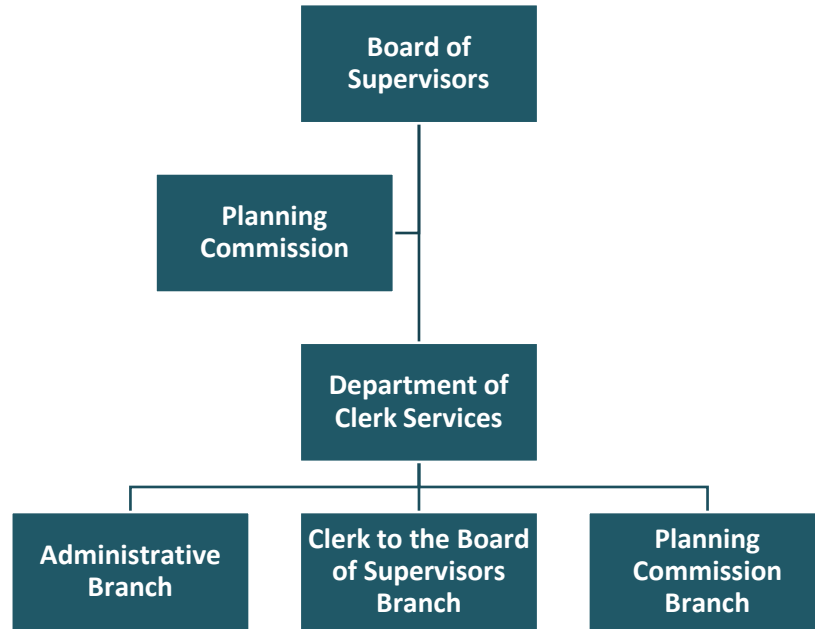 Board of
Supervisors
Planning
Commission
Department of
Clerk Services
Administrative
Branch
Clerk to the Board
of Supervisors
Branch
Planning
Commission
Branch